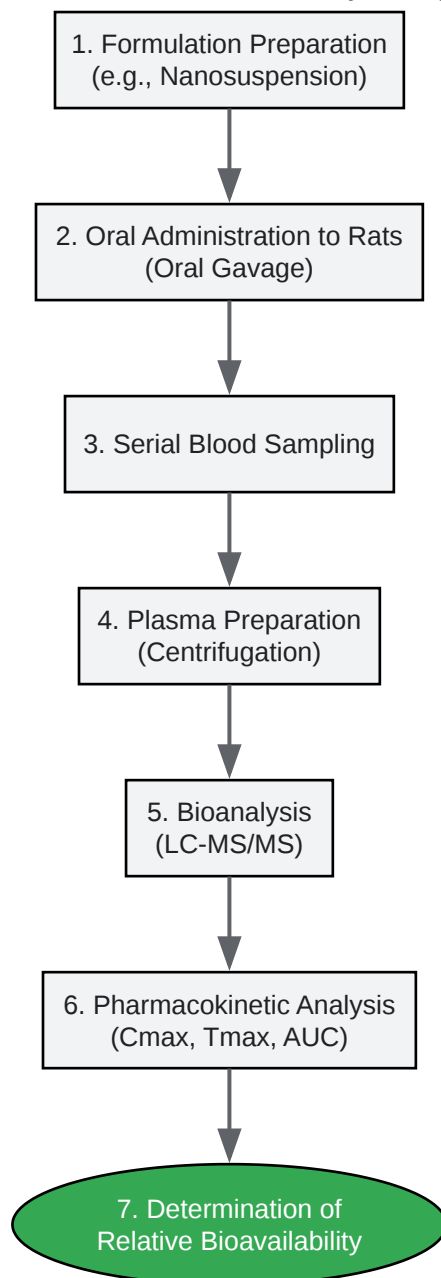 1. Formulation Preparation
(e.g., Nanosuspension)
2. Oral Administration to Rats
(Oral Gavage)
3. Serial Blood Sampling
4. Plasma Preparation
(Centrifugation)
5. Bioanalysis
(LC-MS/MS)
6. Pharmacokinetic Analysis
(Cmax, Tmax, AUC)
7. Determination of
Relative Bioavailability